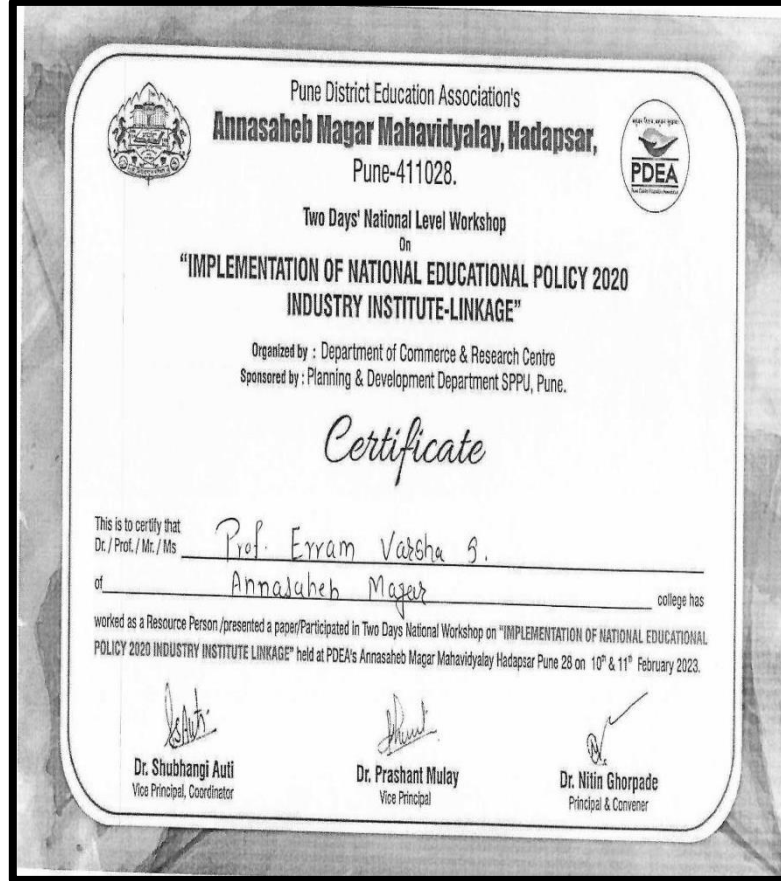 Pune District Education Association's
Annasaheb Magar Mahavidyalay, Hadapsar,
Pune-411028.
PDEA
Two Days' National Level Workshop
On
"IMPLEMENTATION OF NATIONAL EDUCATIONAL POLICY 2020
INDUSTRY INSTITUTE-LINKAGE"
Organized by : Department of Commerce & Research Centre
Sponsored by : Planning & Development Department SPPU, Pune.
Certificate
This is to certify that
Dr. / Prof. / Mr. / Ms Prof. Erram Varsha S.
of Annasaheb Magar college has
worked as a Resource Person /presented a paper/Participated in Two Days National Workshop on "IMPLEMENTATION OF NATIONAL EDUCATIONAL
POLICY 2020 INDUSTRY INSTITUTE LINKAGE" held at PDEA's Annasaheb Magar Mahavidyalay Hadapsar Pune 28 on 10th & 11th February 2023.
Dr. Shubhangi Auti
Vice Principal, Coordinator
Dr. Prashant Mulay
Vice Principal
Dr. Nitin Ghorpade
Principal & Convener